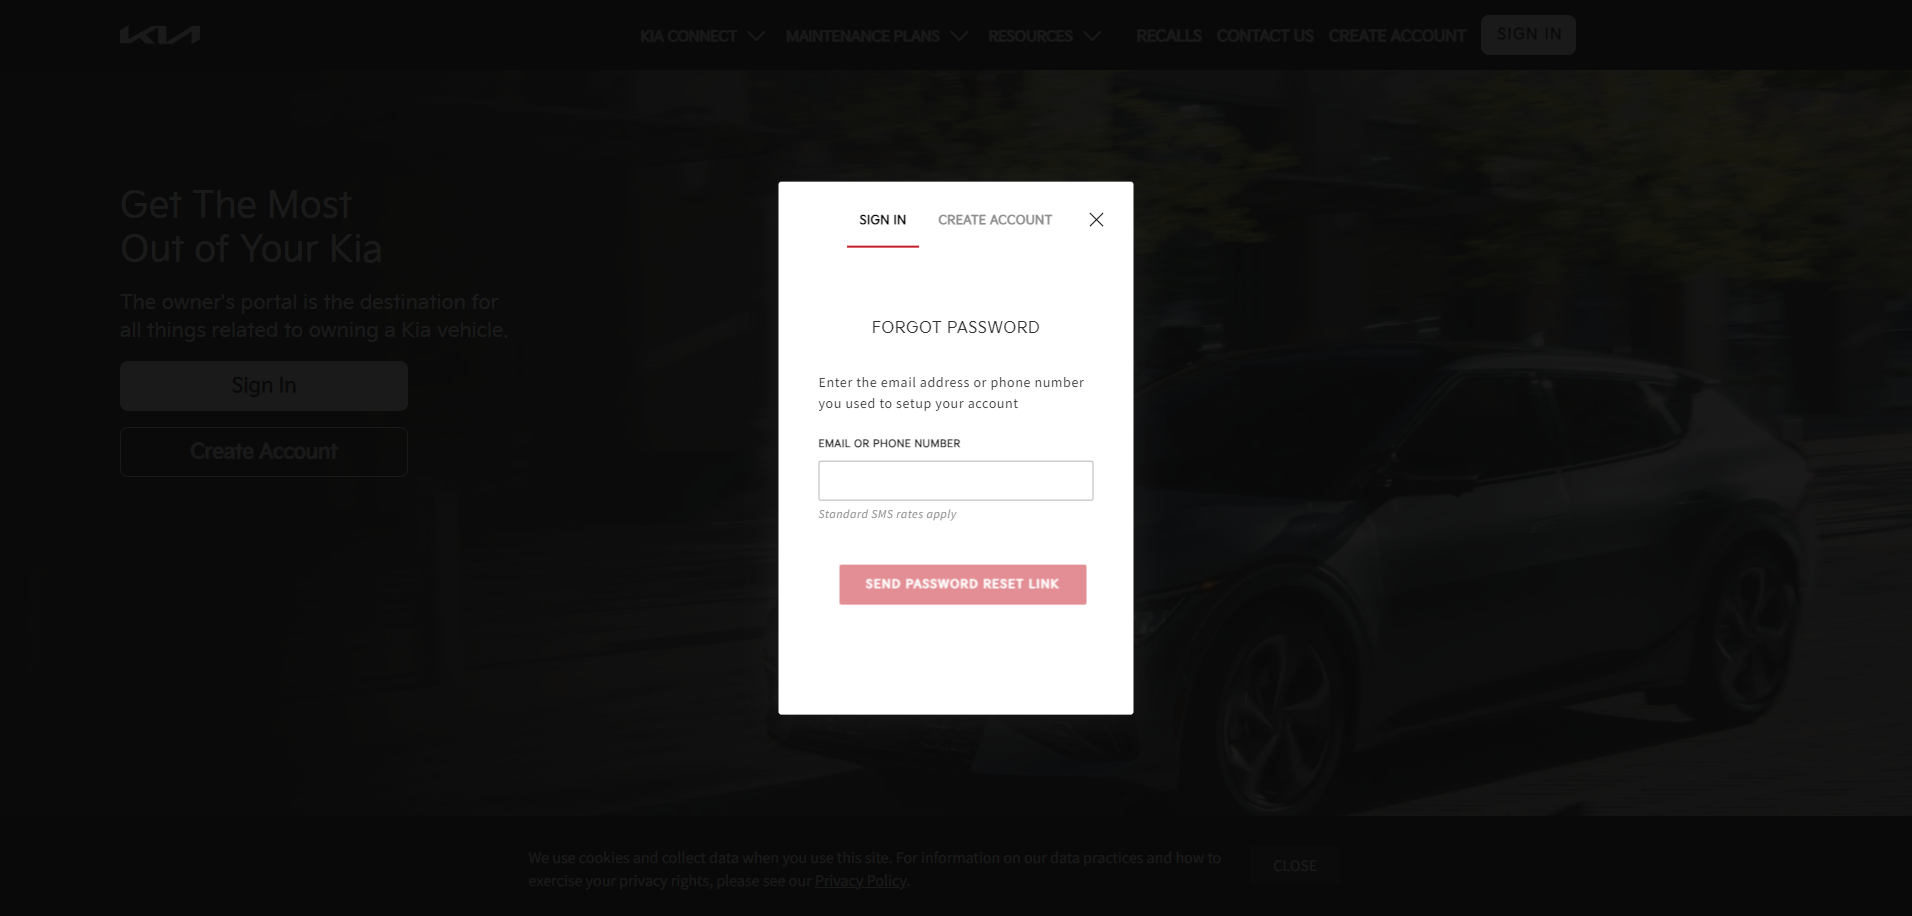 KIA
KIA CONNECT
MAINTENANCE PLANS
RESOURCES
RECALLS
CONTACT US
CREATE ACCOUNT
SIGN IN
Get The Most
Out of Your Kia
The owner's portal is the destination for
all things related to owning a Kia vehicle.
Sign In
Create Account
SIGN IN
CREATE ACCOUNT
FORGOT PASSWORD
Enter the email address or phone number
you used to setup your account
EMAIL OR PHONE NUMBER
Standard SMS rates apply
SEND PASSWORD RESET LINK
We use cookies and collect data when you use this site. For information on our data practices and how to
exercise your privacy rights, please see our Privacy Policy.
CLOSE